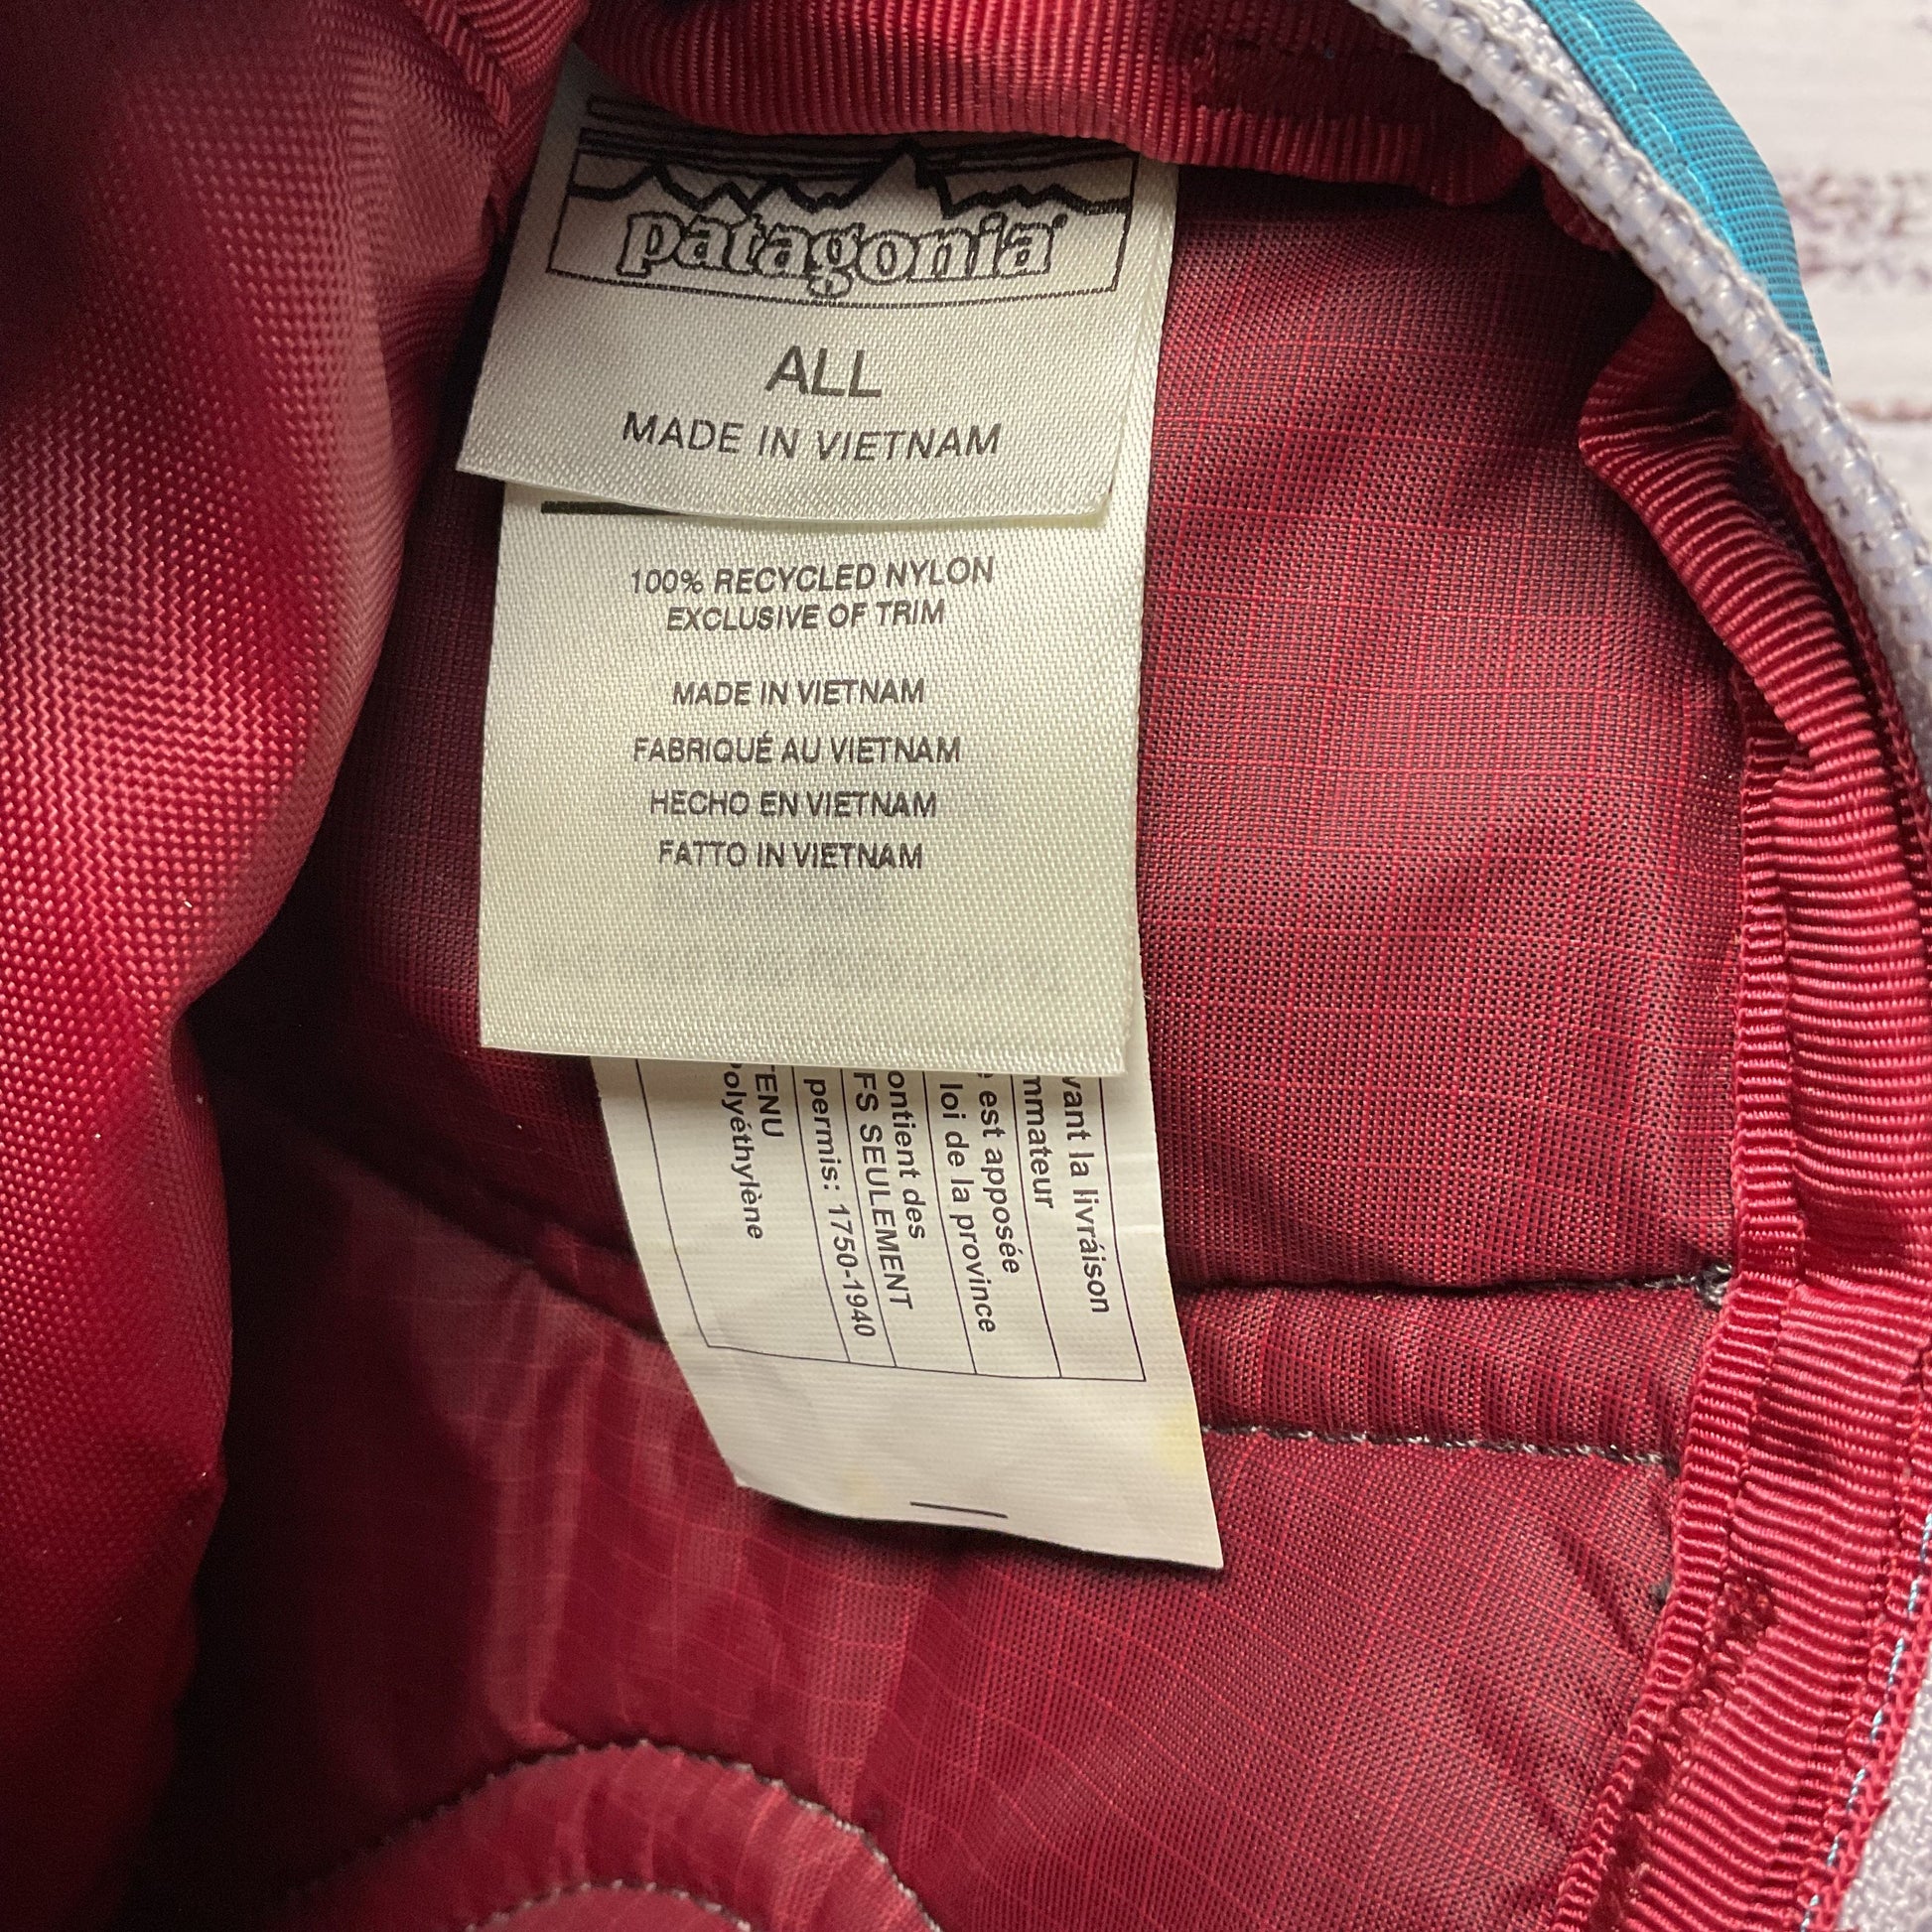 patagonia
ALL
MADE IN VIETNAM
100% RECYCLED NYLON
EXCLUSIVE OF TRIM
MADE IN VIETNAM
FABRIQUÉ AU VIETNAM
HECHO EN VIETNAM
FATTO IN VIETNAM
vant la livráison
mmateur
est apposée
loi de la province
ontient des
FS SEULEMENT
permis: 1750-1940
TENU
olyéthylène